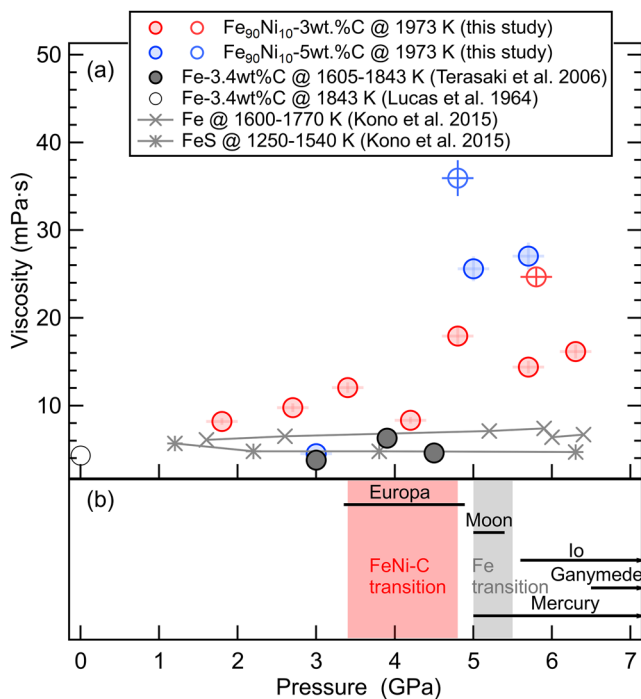 50
40
30
20
10
Viscosity (mPa·s)
(a)
Fe₉₀Ni₁₀-3wt.%C @ 1973 K (this study)
Fe₉₀Ni₁₀-5wt.%C @ 1973 K (this study)
Fe-3.4wt%C @ 1605-1843 K (Terasaki et al. 2006)
Fe-3.4wt%C @ 1843 K (Lucas et al. 1964)
Fe @ 1600-1770 K (Kono et al. 2015)
FeS @ 1250-1540 K (Kono et al. 2015)
(b)
Europa
Moon
FeNi-C
transition
Fe
transition
Io
Ganymede
Mercury
0 1 2 3 4 5 6 7
Pressure (GPa)